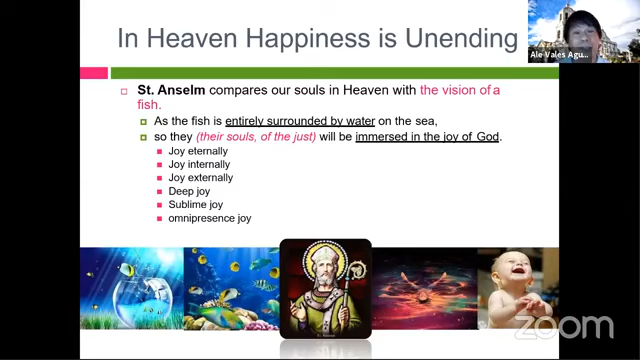 In Heaven Happiness is Unending
Ale Vales Agu...
St. Anselm compares our souls in Heaven with the vision of a
fish.
As the fish is entirely surrounded by water on the sea,
so they (their souls, of the just) will be immersed in the joy of God.
Joy eternally
Joy internally
Joy externally
Deep joy
Sublime joy
omnipresence joy
zoom